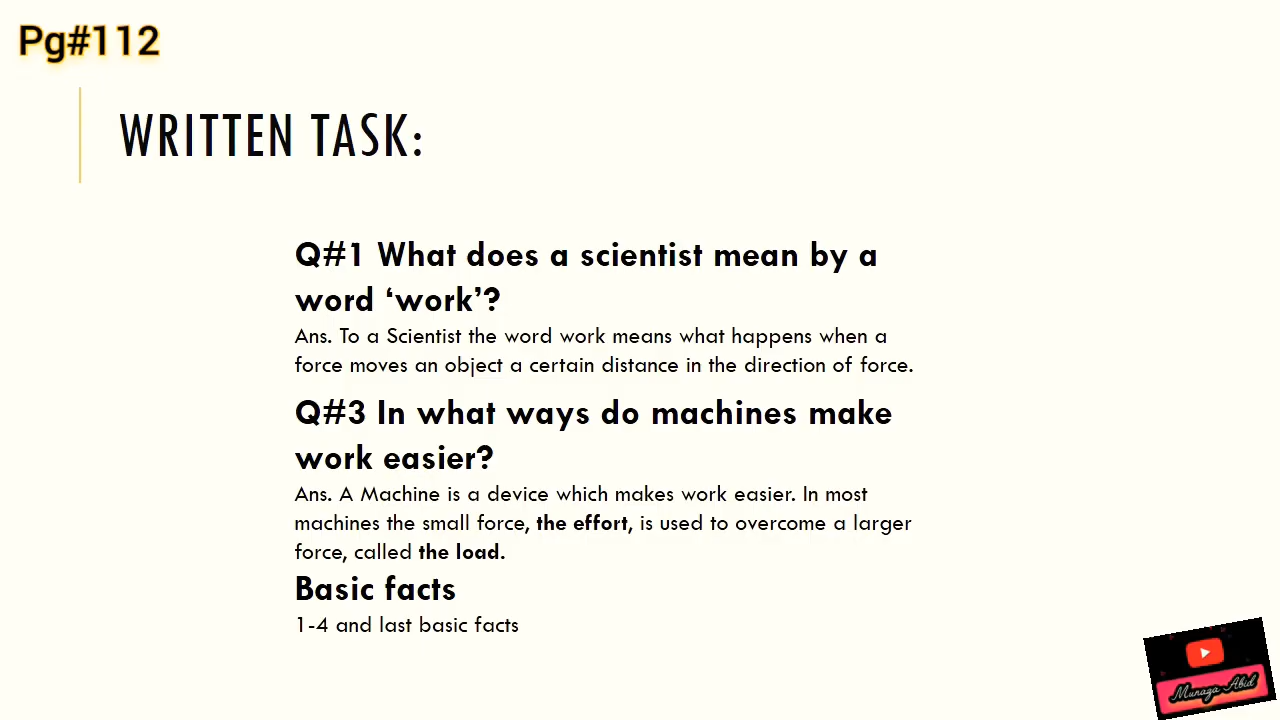 Pg#112
WRITTEN TASK:
Q#1 What does a scientist mean by a
word ‘work’?
Ans. To a Scientist the word work means what happens when a
force moves an object a certain distance in the direction of force.
Q#3 In what ways do machines make
work easier?
Ans. A Machine is a device which makes work easier. In most
machines the small force, the effort, is used to overcome a larger
force, called the load.
Basic facts
1-4 and last basic facts
Munaza Abid